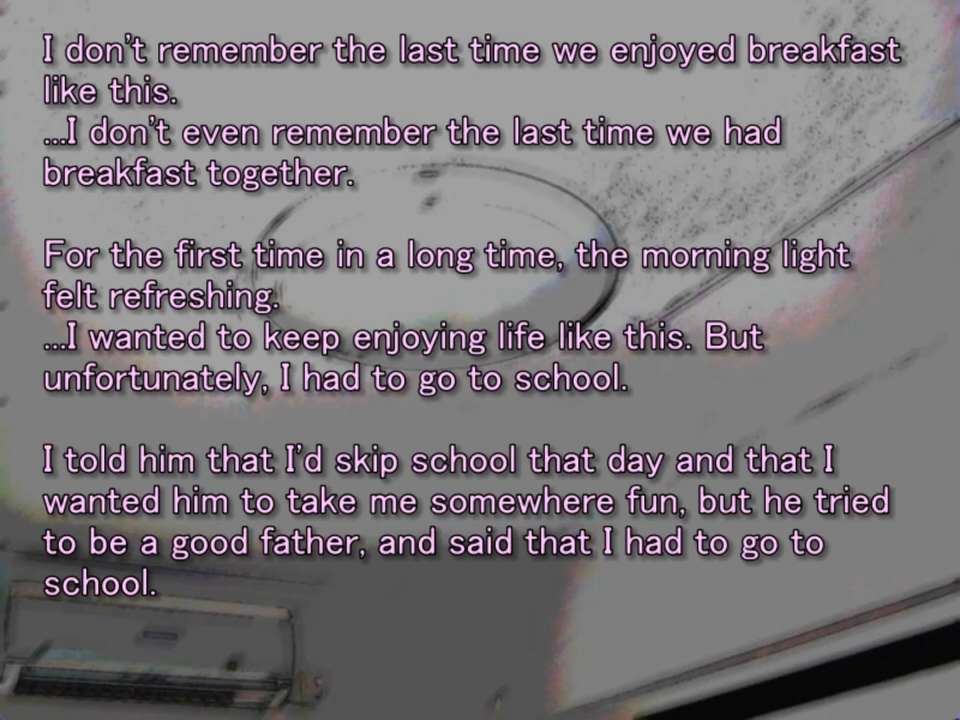 I don't remember the last time we enjoyed breakfast
like this.
...I don't even remember the last time we had
breakfast together.
For the first time in a long time, the morning light
felt refreshing.
...I wanted to keep enjoying life like this. But
unfortunately, I had to go to school.
I told him that I'd skip school that day and that I
wanted him to take me somewhere fun, but he tried
to be a good father, and said that I had to go to
school.